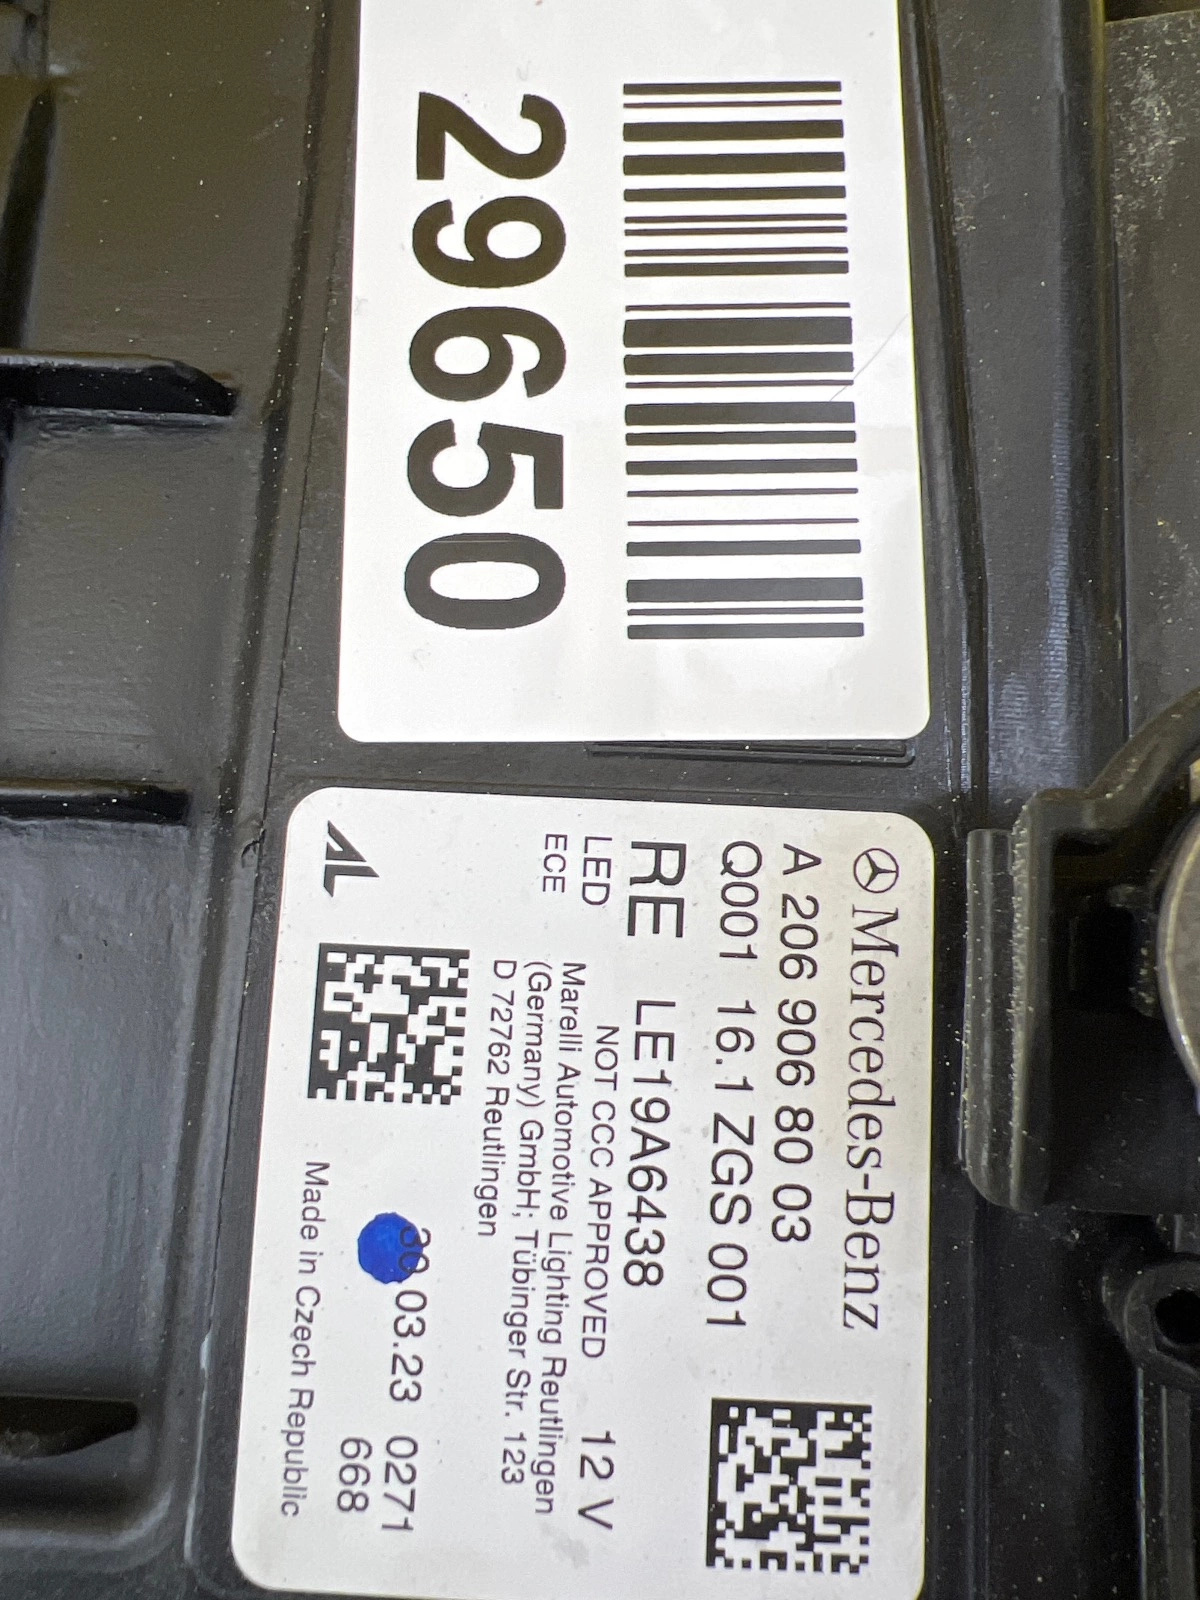 29650
Mercedes-Benz
A 206 906 80 03
Q001 16.1 ZGS 001
RE LE19A6438
LED NOT CCC APPROVED 12 V
ECE Marelli Automotive Lighting Reutlingen
(Germany) GmbH; Tübinger Str. 123
D 72762 Reutlingen
30.03.23 0271
668
AL
Made in Czech Republic